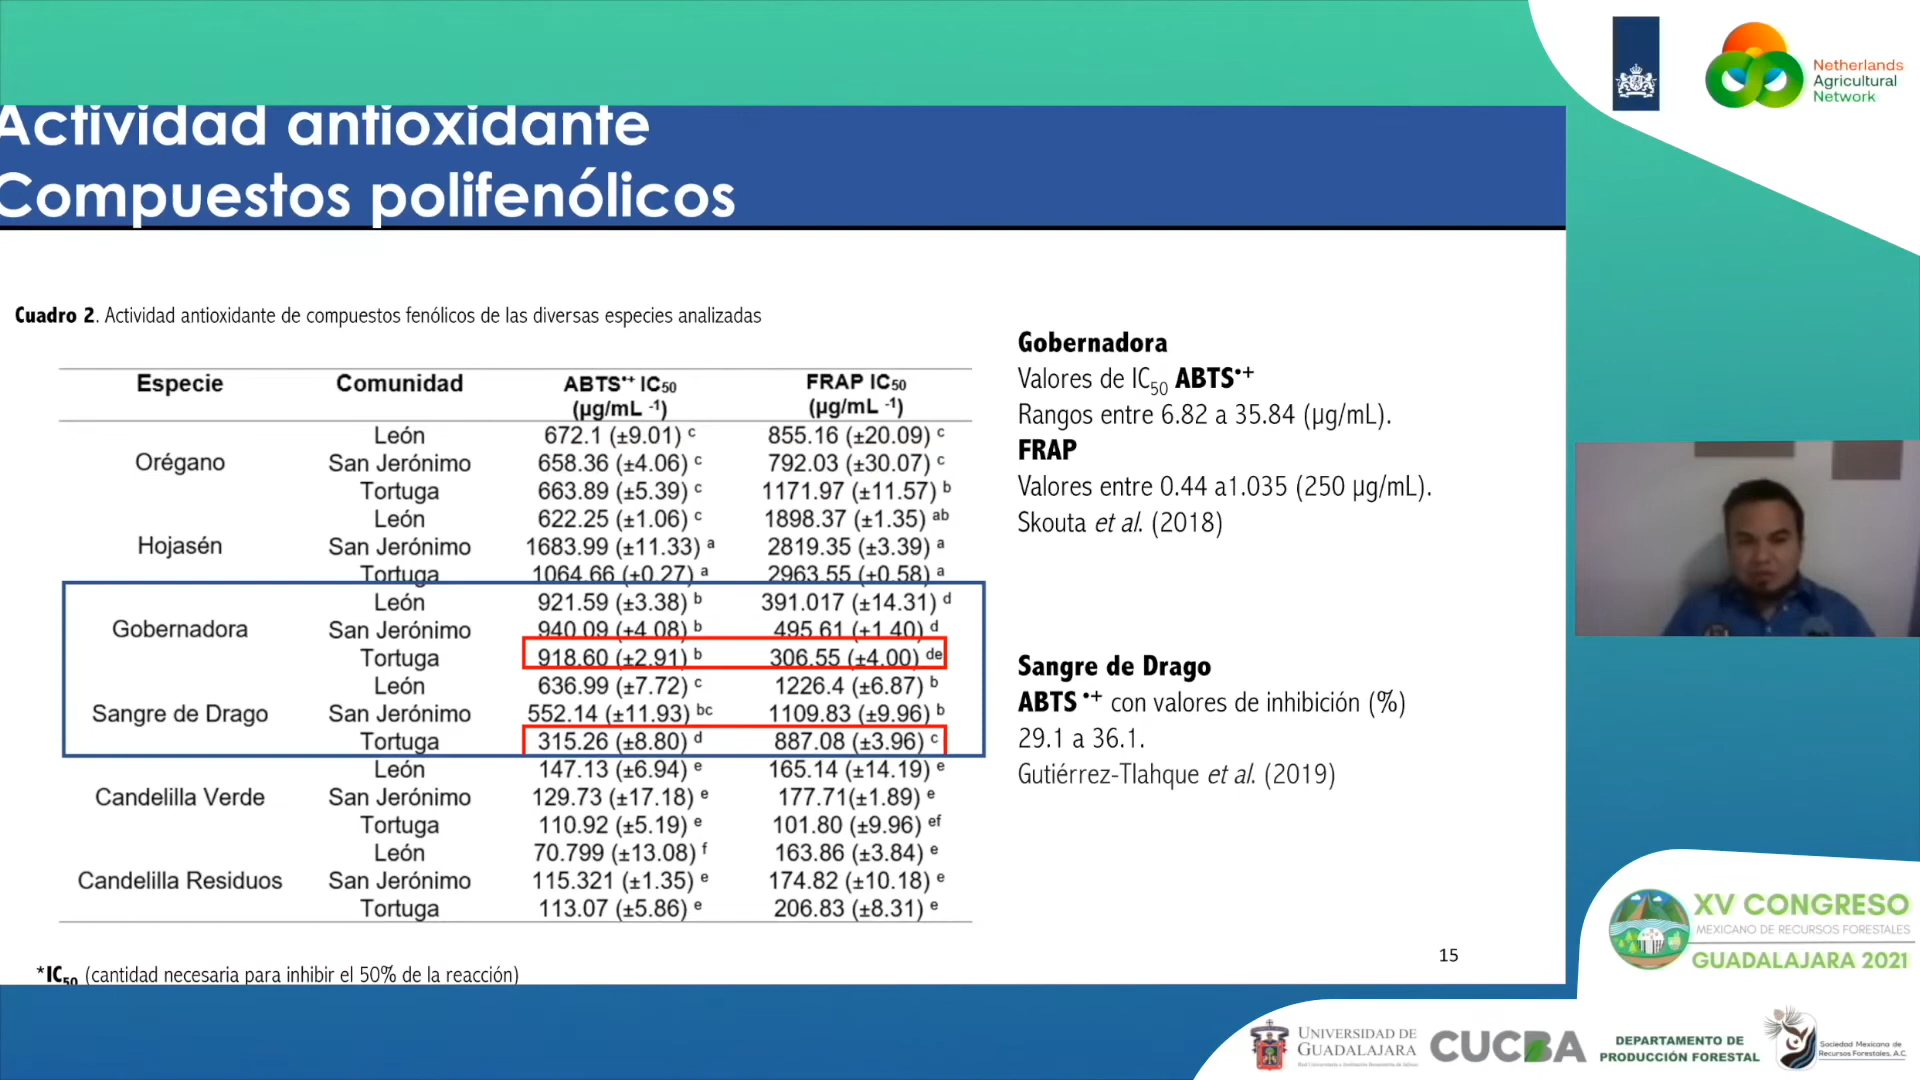 Netherlands
Agricultural
Network
Actividad antioxidante
Compuestos polifenólicos
Cuadro 2. Actividad antioxidante de compuestos fenólicos de las diversas especies analizadas
Especie Comunidad ABTS•+ IC50 (µg/mL -1) FRAP IC50 (µg/mL -1)
Orégano
León 672.1 (±9.01) c 855.16 (±20.09) c
San Jerónimo 658.36 (±4.06) c 792.03 (±30.07) c
Tortuga 663.89 (±5.39) c 1171.97 (±11.57) b
Hojasén
León 622.25 (±1.06) c 1898.37 (±1.35) ab
San Jerónimo 1683.99 (±11.33) a 2819.35 (±3.39) a
Tortuga 1064.66 (±0.27) a 2963.55 (±0.58) a
Gobernadora
León 921.59 (±3.38) b 391.017 (±14.31) d
San Jerónimo 940.09 (±4.08) b 495.61 (±1.40) d
Tortuga 918.60 (±2.91) b 306.55 (±4.00) de
Sangre de Drago
León 636.99 (±7.72) c 1226.4 (±6.87) b
San Jerónimo 552.14 (±11.93) bc 1109.83 (±9.96) b
Tortuga 315.26 (±8.80) d 887.08 (±3.96) c
Candelilla Verde
León 147.13 (±6.94) e 165.14 (±14.19) e
San Jerónimo 129.73 (±17.18) e 177.71(±1.89) e
Tortuga 110.92 (±5.19) e 101.80 (±9.96) ef
Candelilla Residuos
León 70.799 (±13.08) f 163.86 (±3.84) e
San Jerónimo 115.321 (±1.35) e 174.82 (±10.18) e
Tortuga 113.07 (±5.86) e 206.83 (±8.31) e
*IC50 (cantidad necesaria para inhibir el 50% de la reacción)
Gobernadora
Valores de IC50 ABTS•+
Rangos entre 6.82 a 35.84 (µg/mL).
FRAP
Valores entre 0.44 a1.035 (250 µg/mL).
Skouta et al. (2018)
Sangre de Drago
ABTS •+ con valores de inhibición (%)
29.1 a 36.1.
Gutiérrez-Tlahque et al. (2019)
15
XV CONGRESO
MEXICANO DE RECURSOS FORESTALES
GUADALAJARA 2021
UNIVERSIDAD DE
GUADALAJARA
CUCBA
DEPARTAMENTO DE
PRODUCCIÓN FORESTAL
Sociedad Mexicana de
Recursos Forestales, A.C.